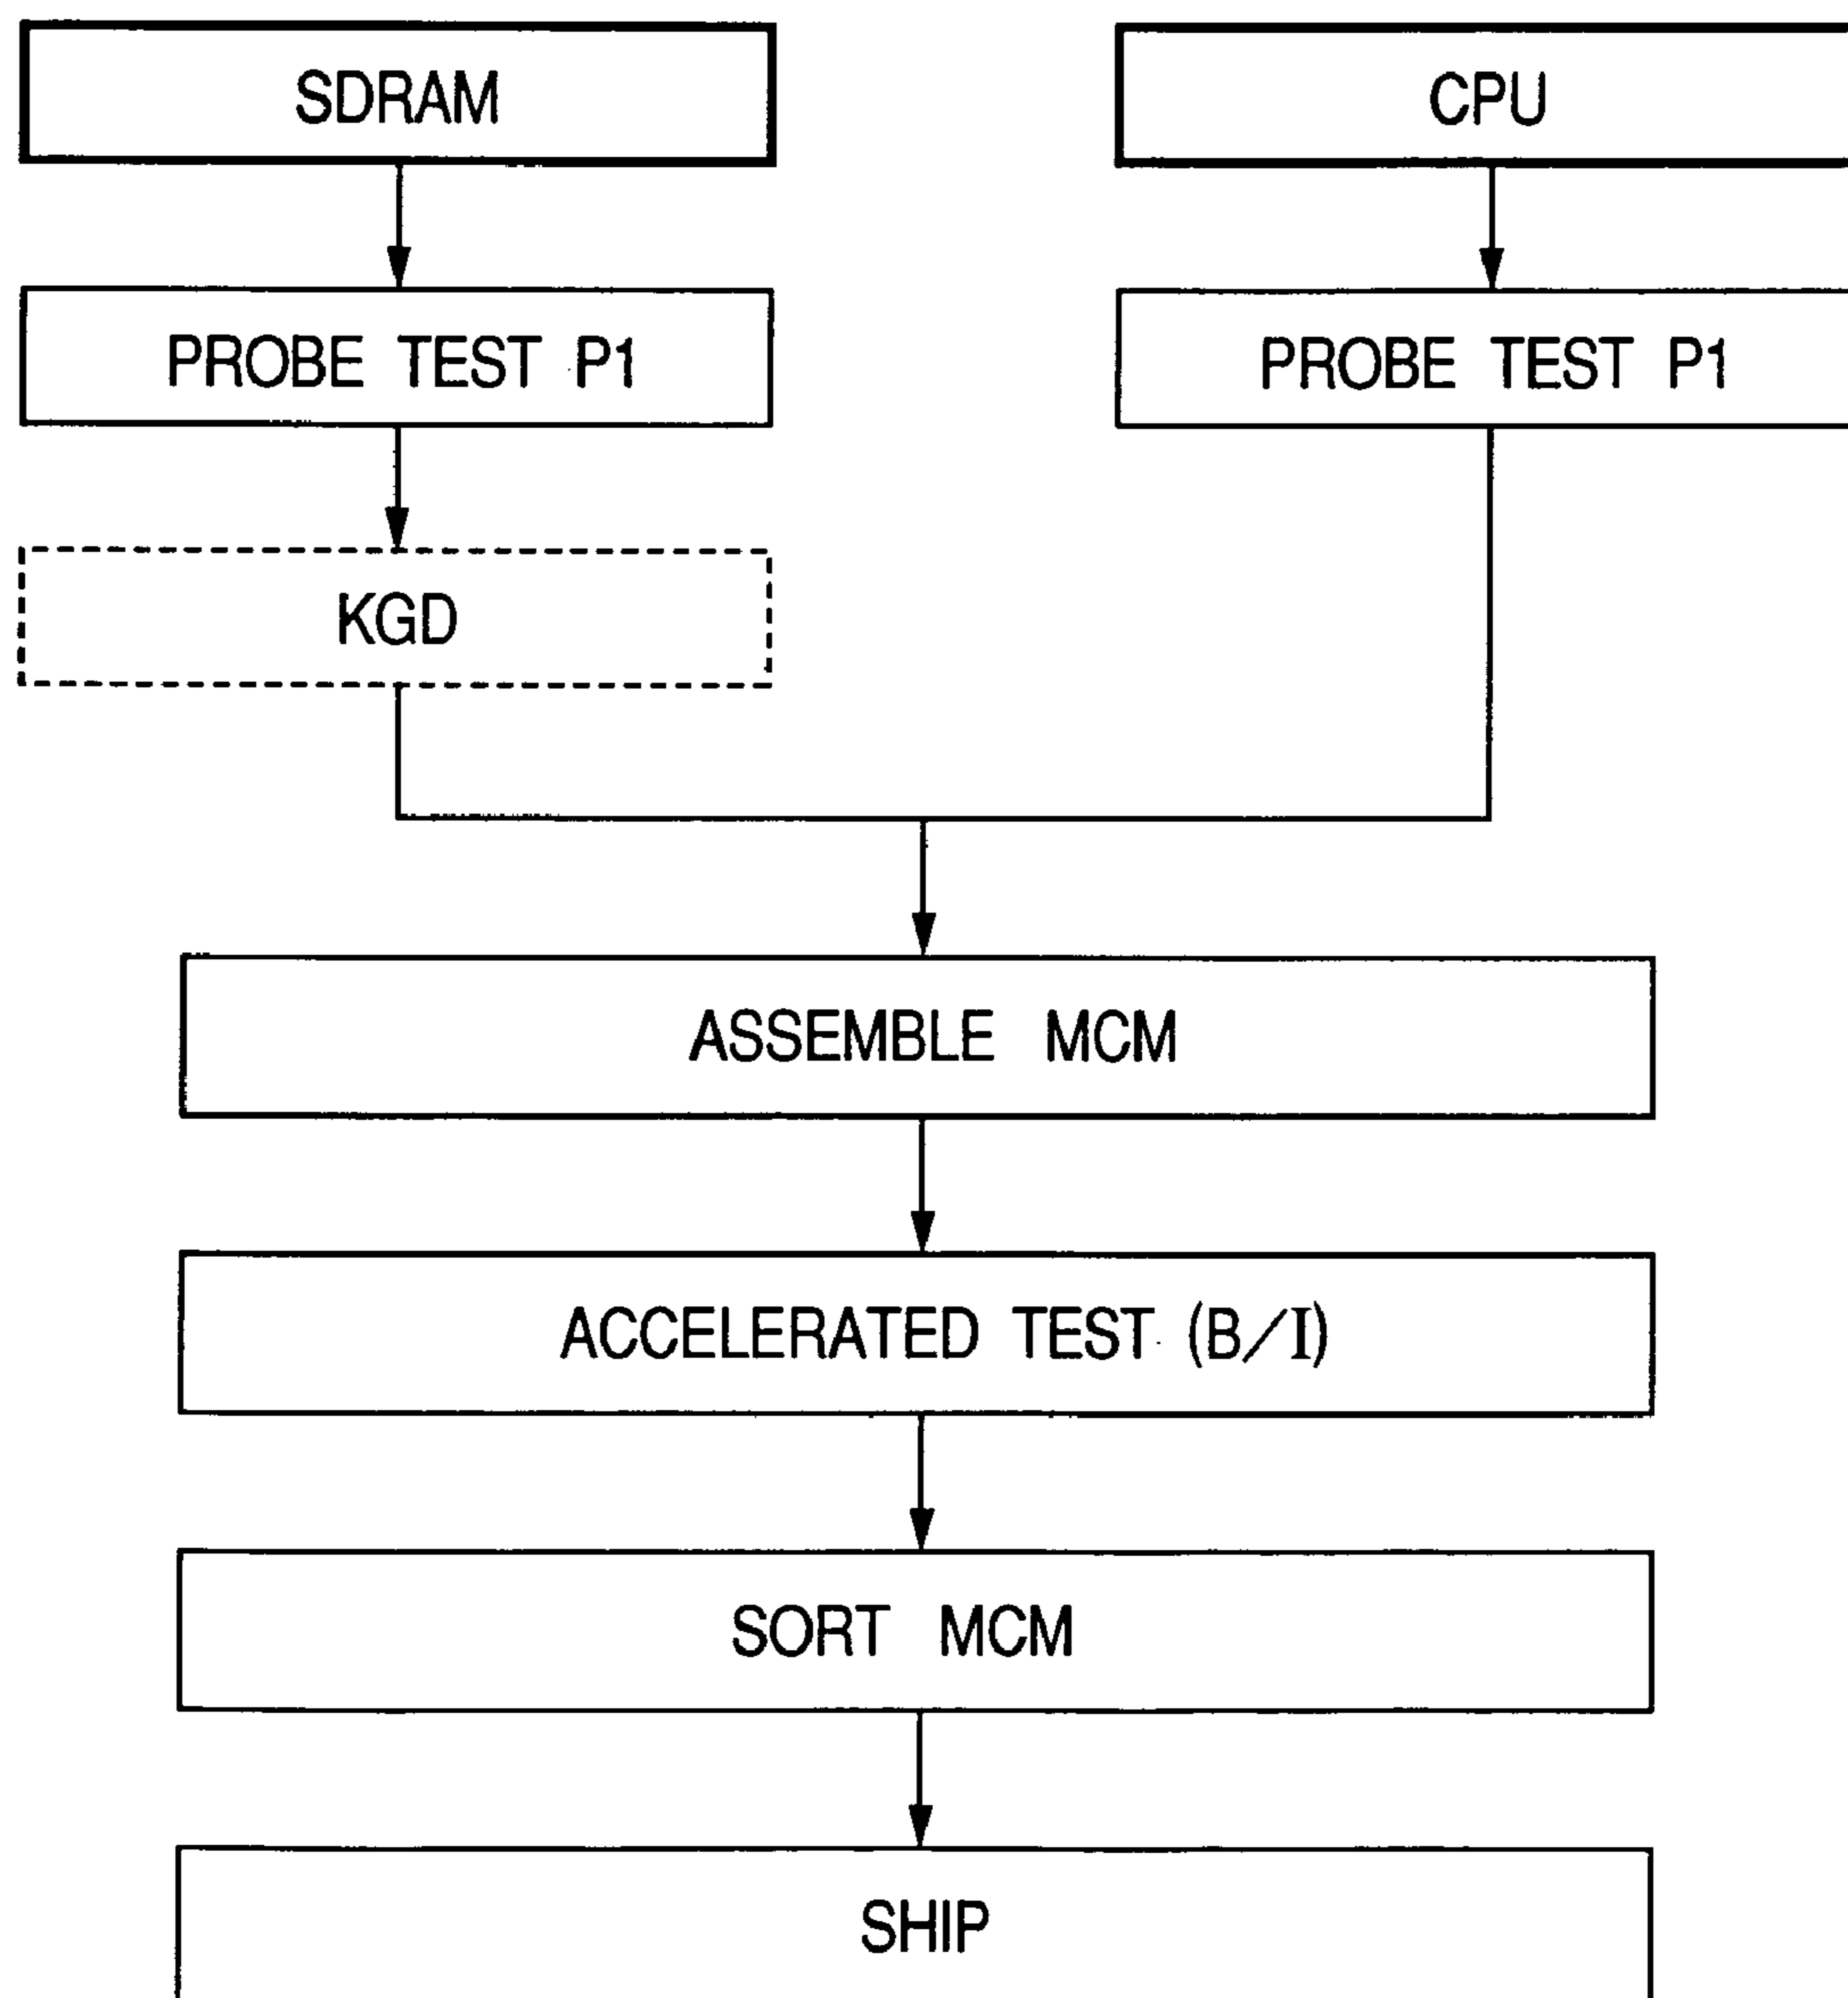 SDRAM
CPU
PROBE TEST P1
PROBE TEST P1
KGD
ASSEMBLE MCM
ACCELERATED TEST (B/I)
SORT MCM
SHIP